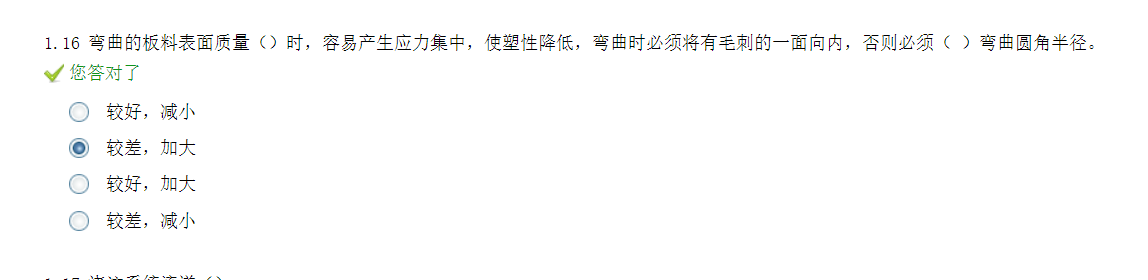 1.16 弯曲的板料表面质量（）时，容易产生应力集中，使塑性降低，弯曲时必须将有毛刺的一面向内，否则必须（ ）弯曲圆角半径。
您答对了
较好，减小
较差，加大
较好，加大
较差，减小